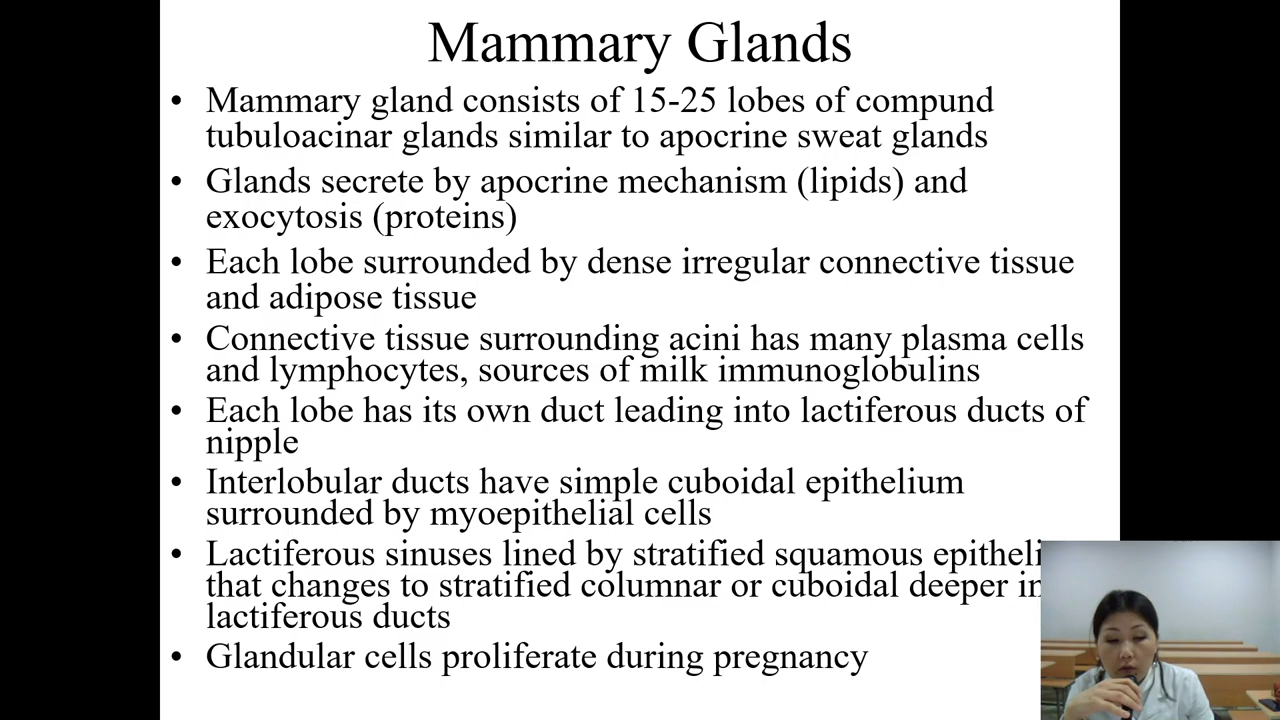 Mammary Glands
• Mammary gland consists of 15-25 lobes of compund
tubuloacinar glands similar to apocrine sweat glands
• Glands secrete by apocrine mechanism (lipids) and
exocytosis (proteins)
• Each lobe surrounded by dense irregular connective tissue
and adipose tissue
• Connective tissue surrounding acini has many plasma cells
and lymphocytes, sources of milk immunoglobulins
• Each lobe has its own duct leading into lactiferous ducts of
nipple
• Interlobular ducts have simple cuboidal epithelium
surrounded by myoepithelial cells
• Lactiferous sinuses lined by stratified squamous
that changes to stratified columnar or cuboidal deeper
lactiferous ducts
• Glandular cells proliferate during pregnancy